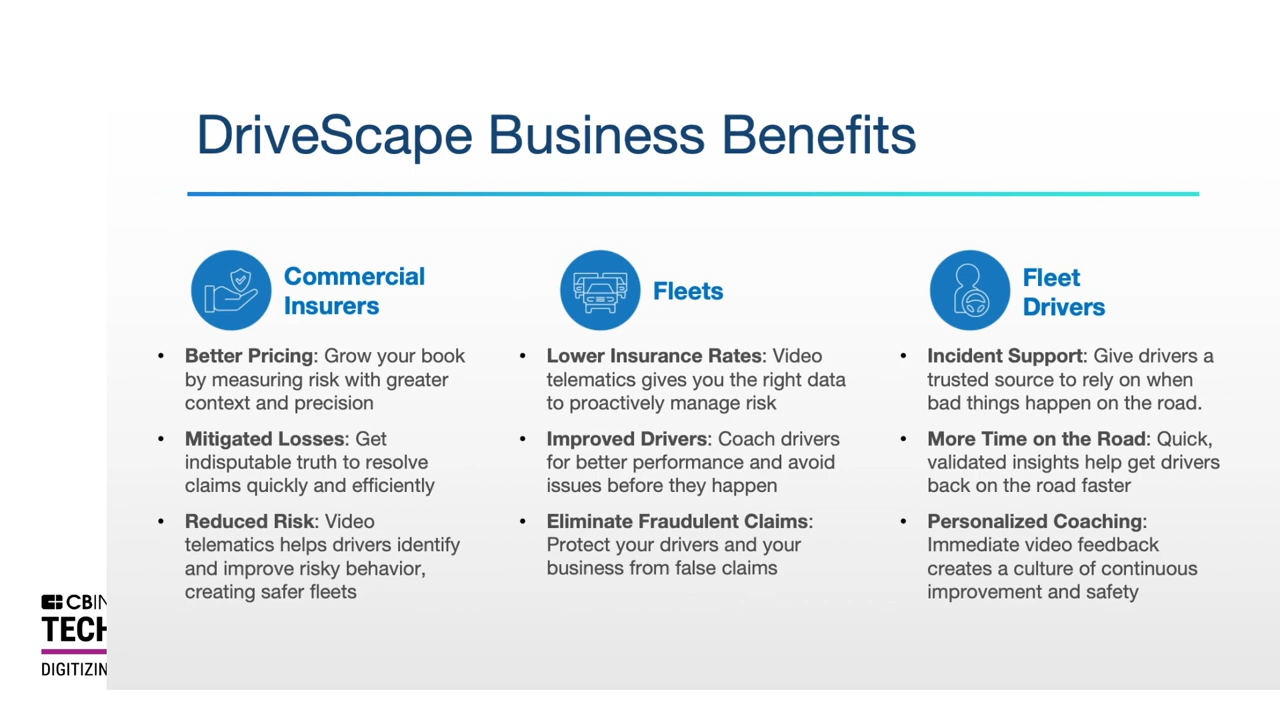 DriveScape Business Benefits
Commercial
Insurers
• Better Pricing: Grow your book
by measuring risk with greater
context and precision
• Mitigated Losses: Get
indisputable truth to resolve
claims quickly and efficiently
• Reduced Risk: Video
telematics helps drivers identify
and improve risky behavior,
creating safer fleets
Fleets
• Lower Insurance Rates: Video
telematics gives you the right data
to proactively manage risk
• Improved Drivers: Coach drivers
for better performance and avoid
issues before they happen
• Eliminate Fraudulent Claims:
Protect your drivers and your
business from false claims
Fleet
Drivers
• Incident Support: Give drivers a
trusted source to rely on when
bad things happen on the road.
• More Time on the Road: Quick,
validated insights help get drivers
back on the road faster
• Personalized Coaching:
Immediate video feedback
creates a culture of continuous
improvement and safety
CBIN
TECH
DIGITIZIN